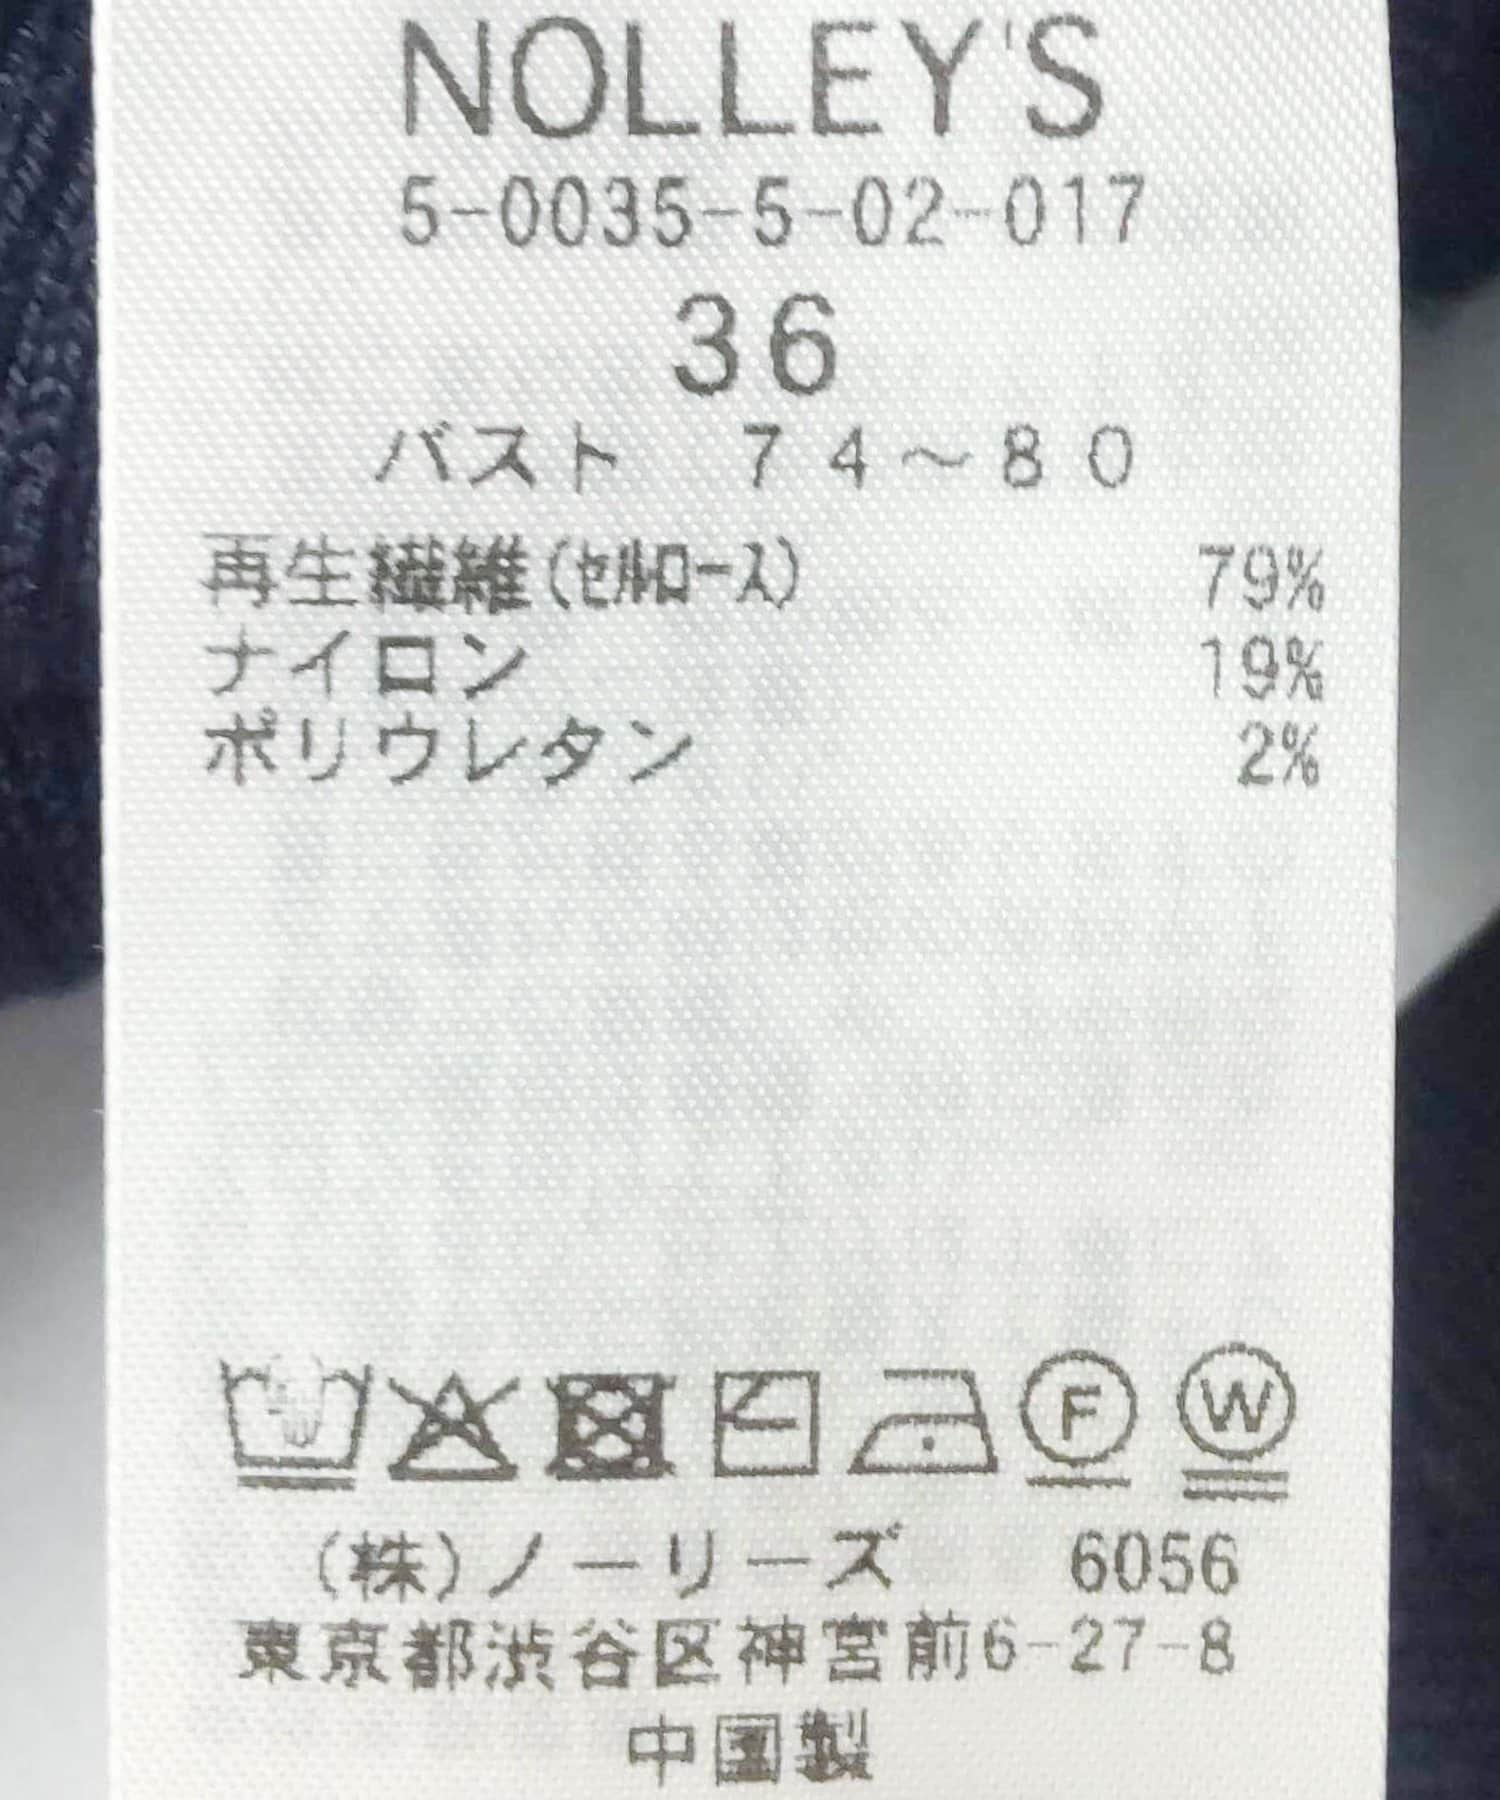 NOLLEY'S
5-0035-5-02-017
36
バスト 74～80
再生繊維(セルロース) 79%
ナイロン 19%
ポリウレタン 2%
F W
(株)ノーリーズ 6056
東京都渋谷区神宮前6-27-8
中国製